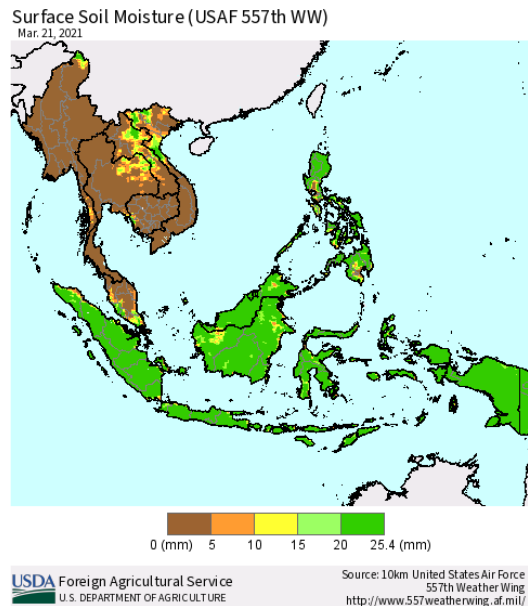 Surface Soil Moisture (USAF 557th WW)
Mar. 21, 2021
0 (mm) 5 10 15 20 25.4 (mm)
USDA Foreign Agricultural Service
U.S. DEPARTMENT OF AGRICULTURE
Source: 10km United States Air Force
557th Weather Wing
http://www.557weatherwing.af.mil/